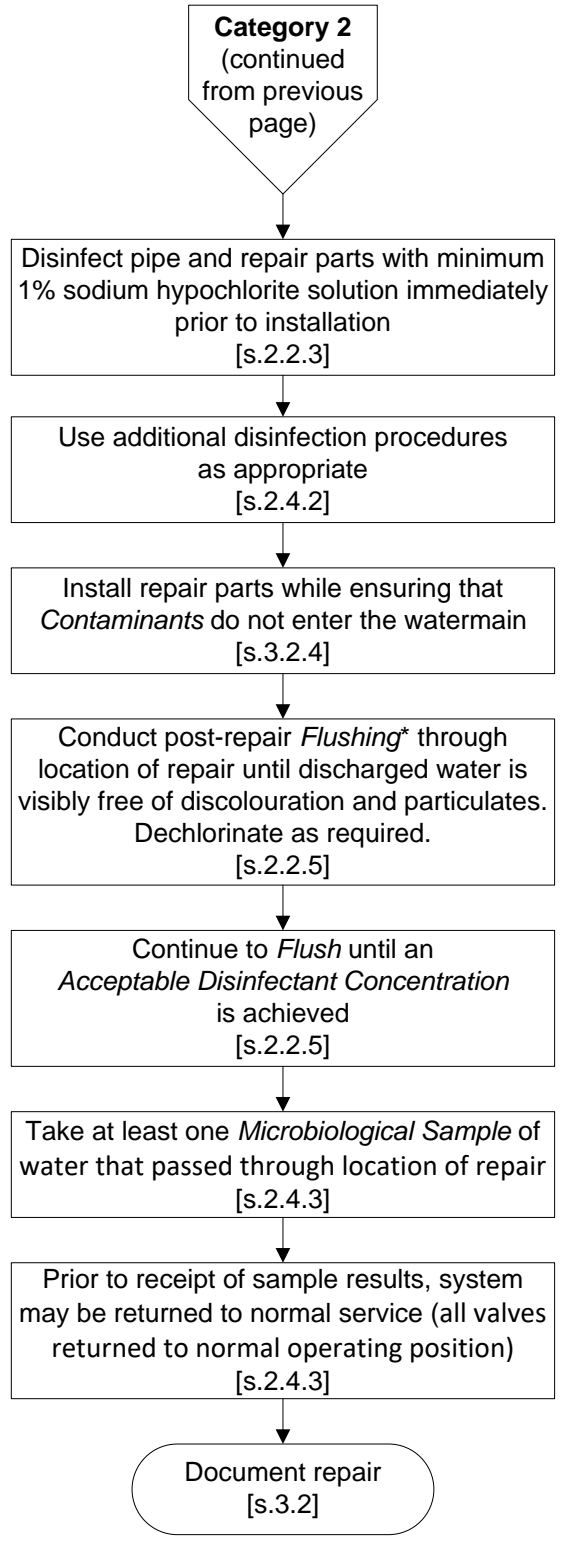 Category 2
(continued
from previous
page)
Disinfect pipe and repair parts with minimum
1% sodium hypochlorite solution immediately
prior to installation
[s.2.2.3]
Use additional disinfection procedures
as appropriate
[s.2.4.2]
Install repair parts while ensuring that
Contaminants do not enter the watermain
[s.3.2.4]
Conduct post-repair Flushing* through
location of repair until discharged water is
visibly free of discolouration and particulates.
Dechlorinate as required.
[s.2.2.5]
Continue to Flush until an
Acceptable Disinfectant Concentration
is achieved
[s.2.2.5]
Take at least one Microbiological Sample of
water that passed through location of repair
[s.2.4.3]
Prior to receipt of sample results, system
may be returned to normal service (all valves
returned to normal operating position)
[s.2.4.3]
Document repair
[s.3.2]